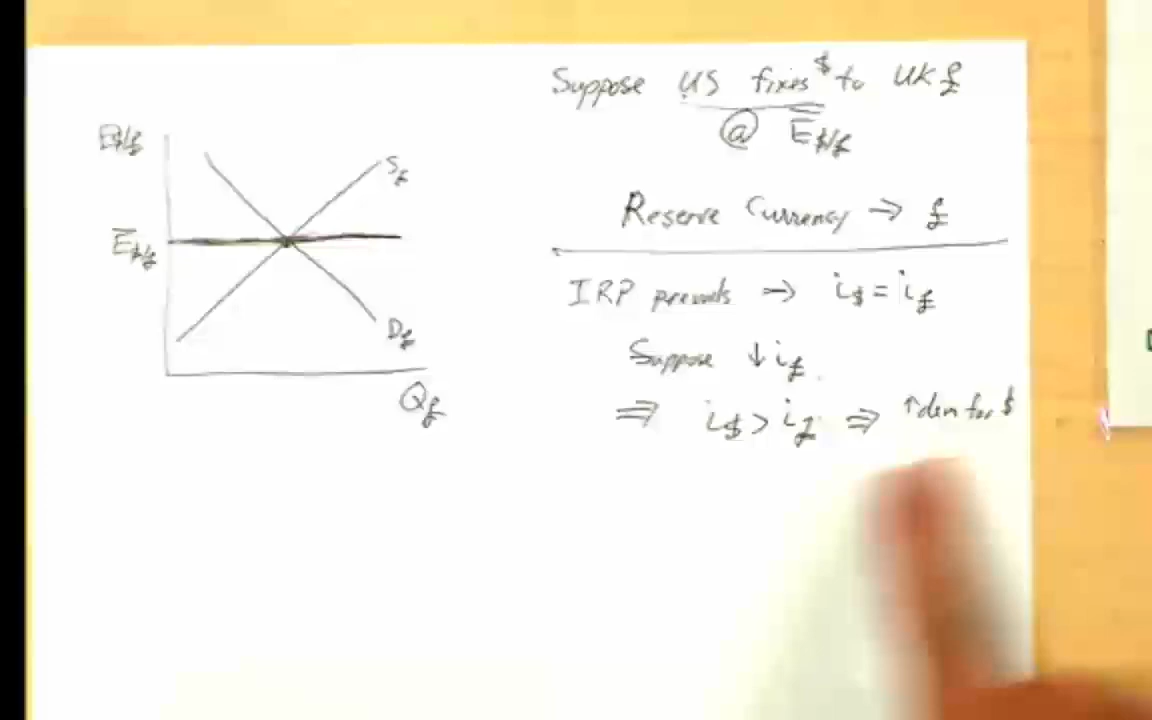 Suppose US fixes $ to UK £
@ E̅$/£
E$/£
S£
E̅$/£
D£
Q£
Reserve Currency ⇒ £
IRP prevails → i$ = i£
Suppose ↓ i£
⇒ i$ > i£ ⇒ ↑ dem for $